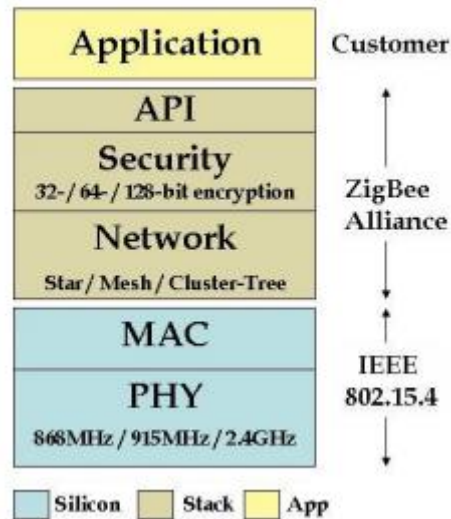 Application
Customer
API
Security
32-/ 64-/ 128-bit encryption
Network
Star / Mesh / Cluster-Tree
ZigBee
Alliance
MAC
PHY
868MHz / 915MHz / 2.4GHz
IEEE
802.15.4
Silicon
Stack
App